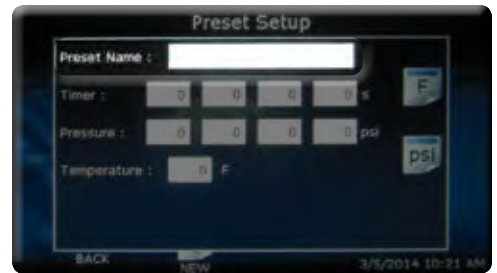 Preset Setup
Preset Name :
Timer : 0 0 0 0 s F
Pressure : 0 0 0 0 psi
psi
Temperature : 0 F
BACK NEW 3/5/2014 10:21 AM